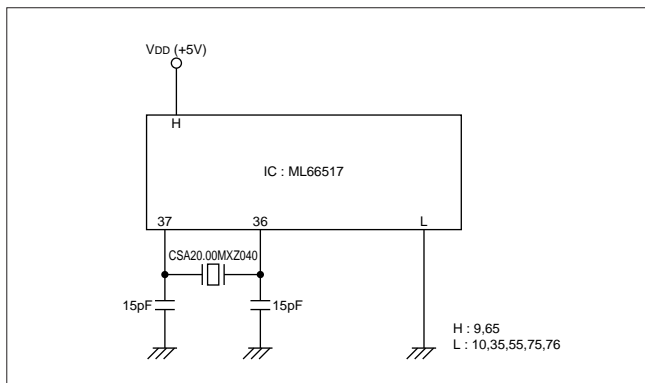 VDD (+5V)
H
IC : ML66517
37 36 L
CSA20.00MXZ040
15pF 15pF
H : 9,65
L : 10,35,55,75,76